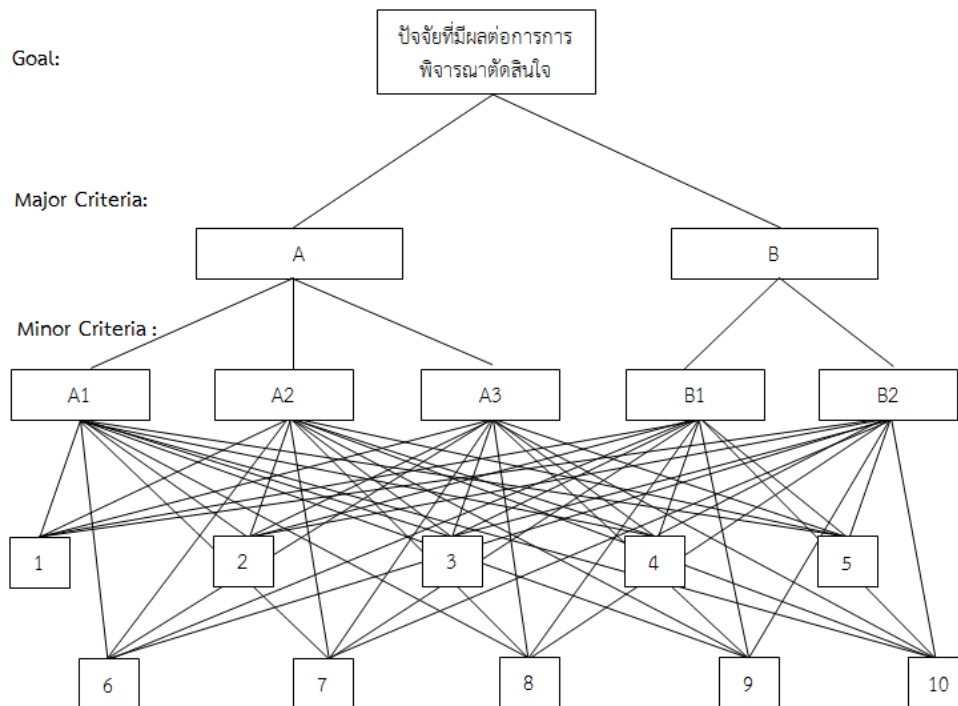 ปัจจัยที่มีผลต่อการการ
พิจารณาตัดสินใจ
Goal:
Major Criteria:
A
B
Minor Criteria :
A1
A2
A3
B1
B2
1
2
3
4
5
6
7
8
9
10